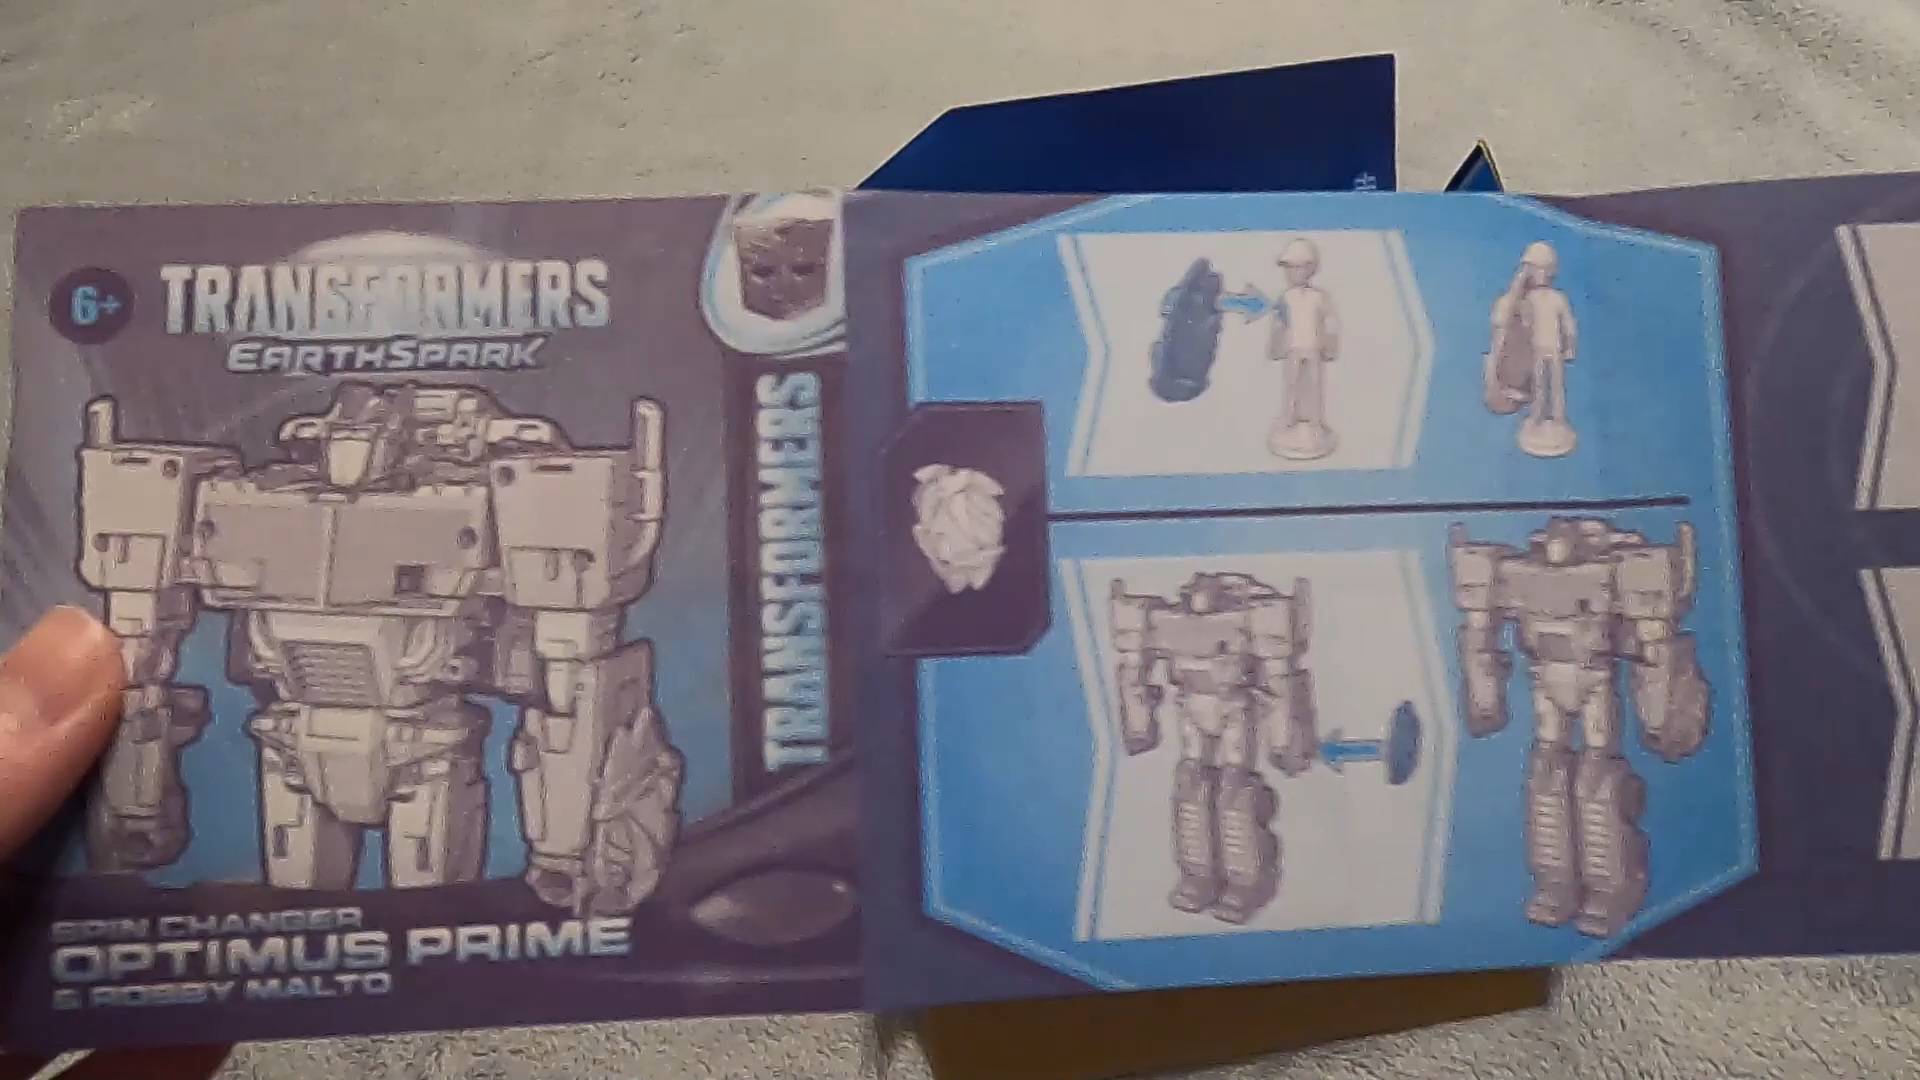 6+
TRANSFORMERS
EARTHSPARK
SPIN CHANGER
OPTIMUS PRIME
& ROBBY MALTO
TRANSFORMERS